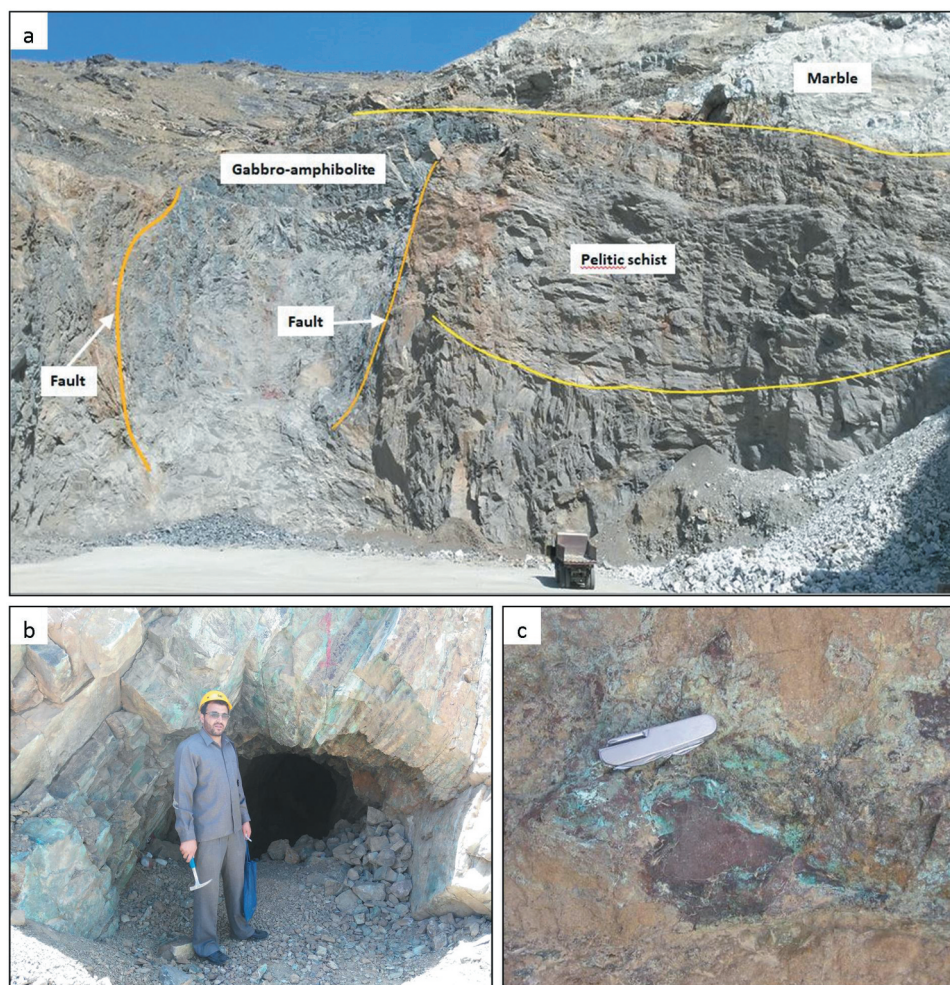 a
Marble
Gabbro-amphibolite
Pelitic schist
Fault
Fault
b
c